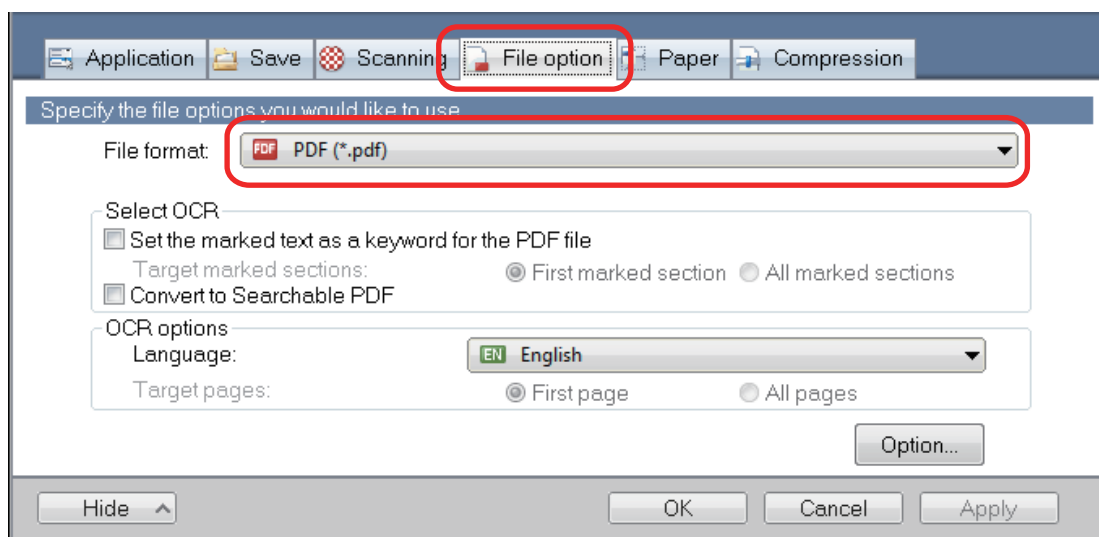 Application Save Scanning File option Paper Compression
Specify the file options you would like to use
File format: PDF PDF (*.pdf)
Select OCR
Set the marked text as a keyword for the PDF file
Target marked sections: First marked section All marked sections
Convert to Searchable PDF
OCR options
Language: EN English
Target pages: First page All pages
Option...
Hide OK Cancel Apply